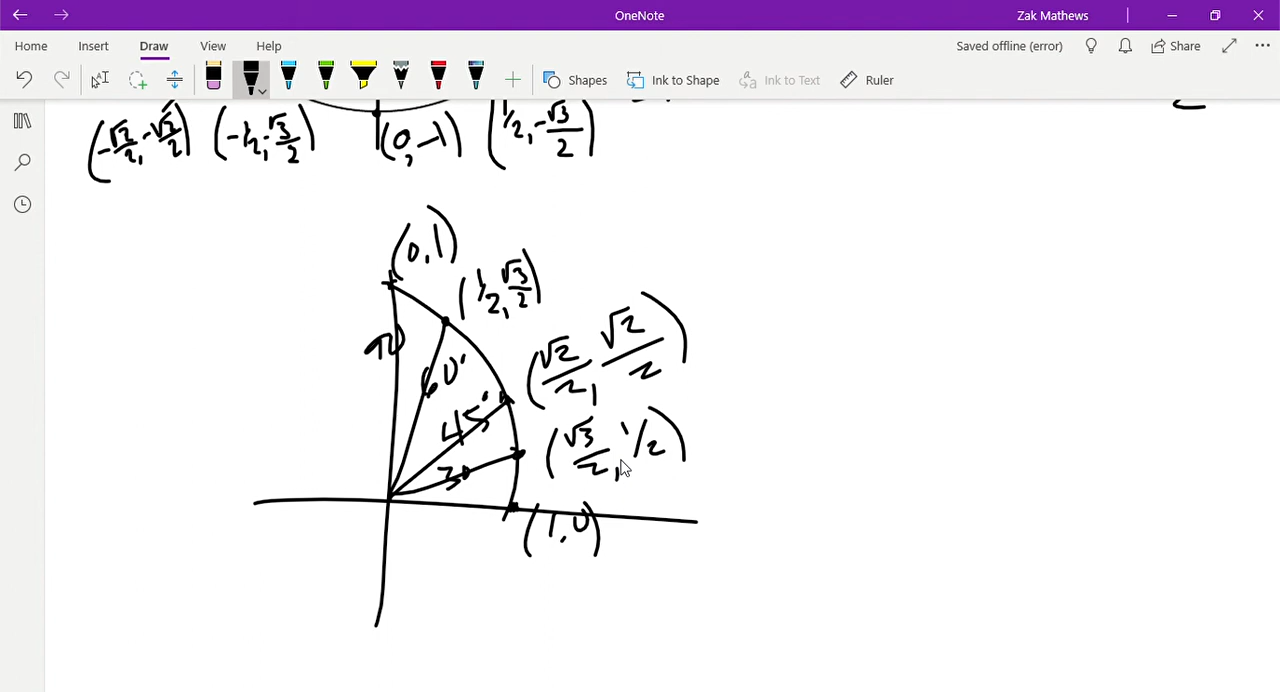 OneNote
Zak Mathews
Home Insert Draw View Help
Saved offline (error) Share
Shapes Ink to Shape Ink to Text Ruler
(-√2/2, -√2/2) (-1/2, -√3/2) (0, -1) (1/2, -√3/2)
2
(0, 1)
(1/2, √3/2)
90
60°
(√2/2, √2/2)
45°
(√3/2, 1/2)
30
(1, 0)